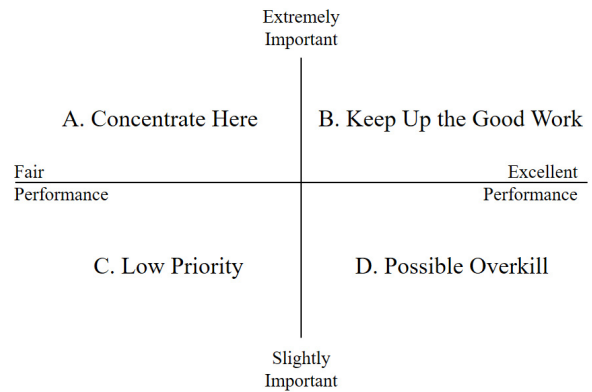 Extremely
Important
A. Concentrate Here
B. Keep Up the Good Work
Fair
Performance
Excellent
Performance
C. Low Priority
D. Possible Overkill
Slightly
Important